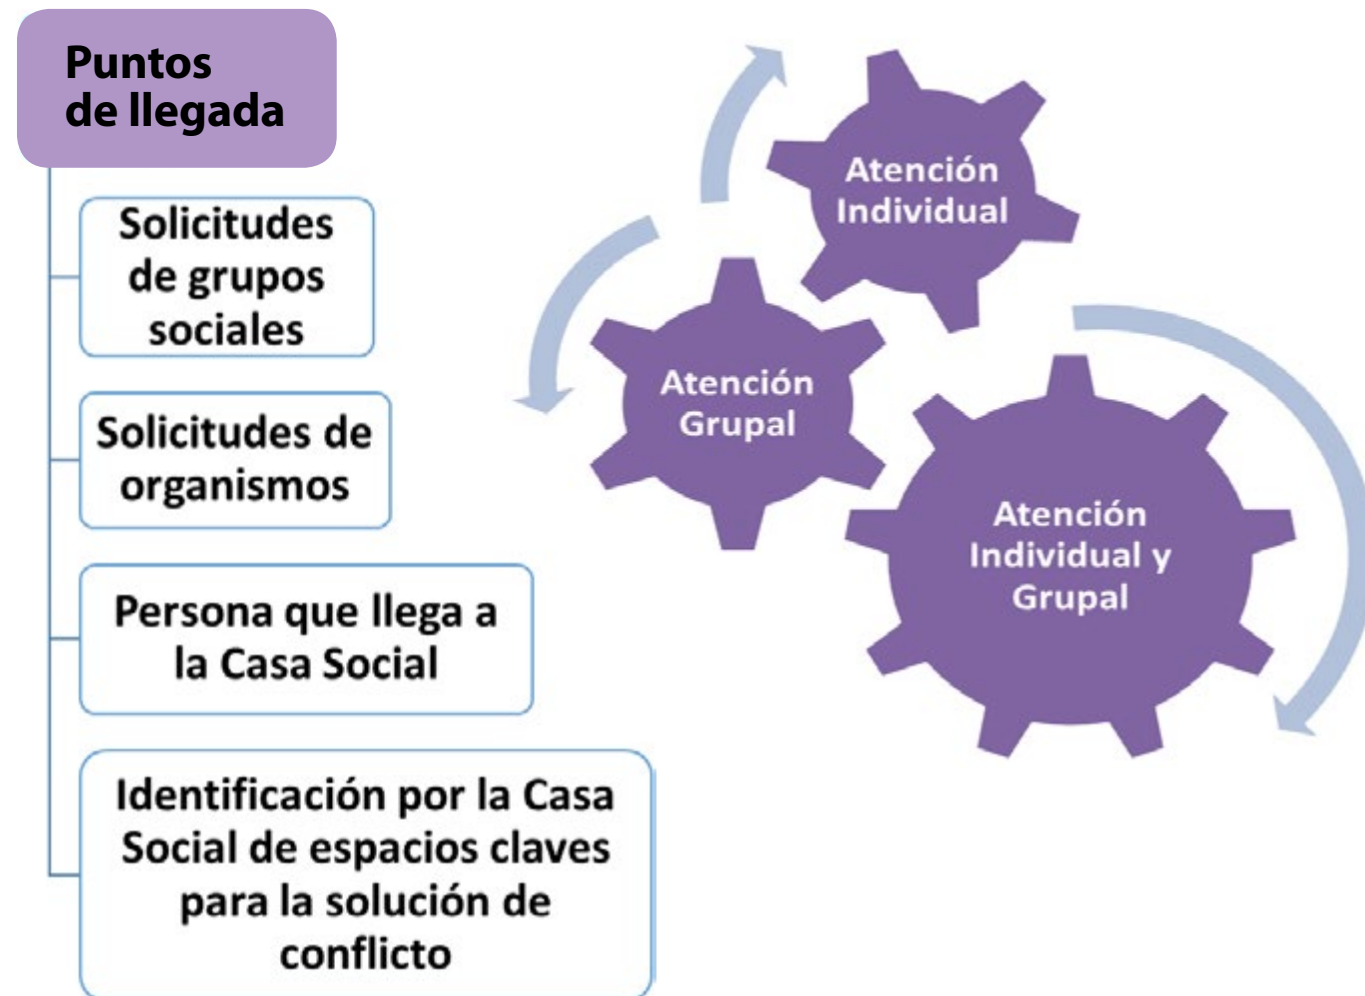 Puntos
de llegada
Solicitudes
de grupos
sociales
Solicitudes de
organismos
Persona que llega a
la Casa Social
Identificación por la Casa
Social de espacios claves
para la solución de
conflicto
Atención
Individual
Atención
Grupal
Atención
Individual y
Grupal